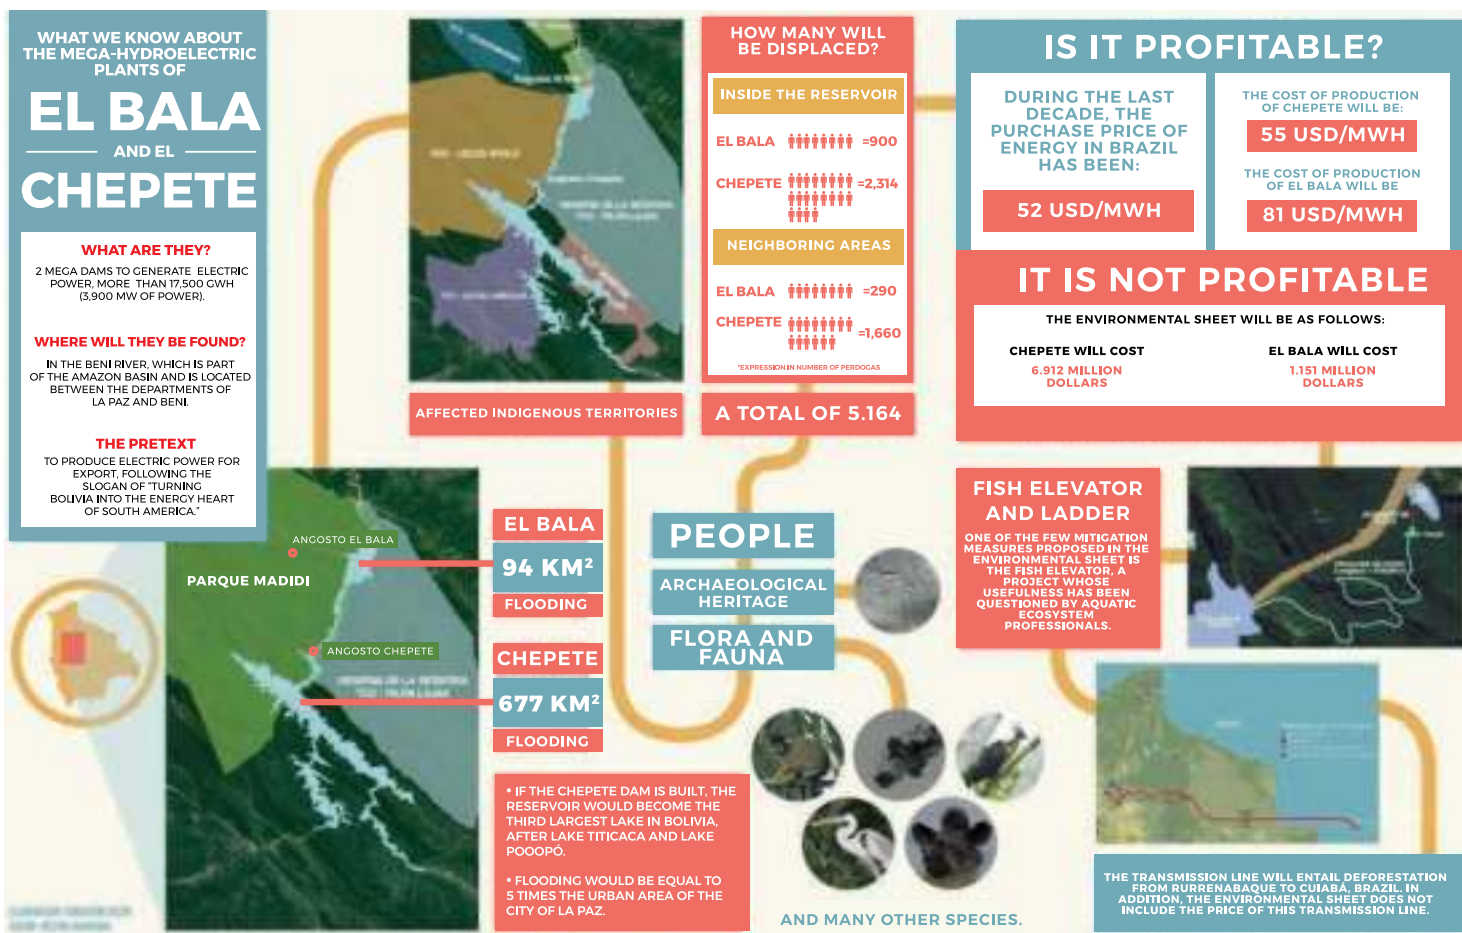 WHAT WE KNOW ABOUT
THE MEGA-HYDROELECTRIC
PLANTS OF
EL BALA
AND EL
CHEPETE
WHAT ARE THEY?
2 MEGA DAMS TO GENERATE ELECTRIC
POWER, MORE THAN 17,500 GWH
(3,900 MW OF POWER).
WHERE WILL THEY BE FOUND?
IN THE BENI RIVER, WHICH IS PART
OF THE AMAZON BASIN AND IS LOCATED
BETWEEN THE DEPARTMENTS OF
LA PAZ AND BENI.
THE PRETEXT
TO PRODUCE ELECTRIC POWER FOR
EXPORT, FOLLOWING THE
SLOGAN OF "TURNING
BOLIVIA INTO THE ENERGY HEART
OF SOUTH AMERICA."
ANGOSTO EL BALA
PARQUE MADIDI
ANGOSTO CHEPETE
EL BALA
94 KM²
FLOODING
CHEPETE
677 KM²
FLOODING
• IF THE CHEPETE DAM IS BUILT, THE
RESERVOIR WOULD BECOME THE
THIRD LARGEST LAKE IN BOLIVIA,
AFTER LAKE TITICACA AND LAKE
POOOPÓ.
• FLOODING WOULD BE EQUAL TO
5 TIMES THE URBAN AREA OF THE
CITY OF LA PAZ.
AFFECTED INDIGENOUS TERRITORIES
HOW MANY WILL
BE DISPLACED?
INSIDE THE RESERVOIR
EL BALA =900
CHEPETE =2,314
NEIGHBORING AREAS
EL BALA =290
CHEPETE =1,660
*EXPRESSION IN NUMBER OF PERDOGAS
A TOTAL OF 5.164
PEOPLE
ARCHAEOLOGICAL
HERITAGE
FLORA AND
FAUNA
AND MANY OTHER SPECIES.
IS IT PROFITABLE?
DURING THE LAST
DECADE, THE
PURCHASE PRICE OF
ENERGY IN BRAZIL
HAS BEEN:
52 USD/MWH
THE COST OF PRODUCTION
OF CHEPETE WILL BE:
55 USD/MWH
THE COST OF PRODUCTION
OF EL BALA WILL BE
81 USD/MWH
IT IS NOT PROFITABLE
THE ENVIRONMENTAL SHEET WILL BE AS FOLLOWS:
CHEPETE WILL COST
6.912 MILLION
DOLLARS
EL BALA WILL COST
1.151 MILLION
DOLLARS
FISH ELEVATOR
AND LADDER
ONE OF THE FEW MITIGATION
MEASURES PROPOSED IN THE
ENVIRONMENTAL SHEET IS
THE FISH ELEVATOR, A
PROJECT WHOSE
USEFULNESS HAS BEEN
QUESTIONED BY AQUATIC
ECOSYSTEM
PROFESSIONALS.
THE TRANSMISSION LINE WILL ENTAIL DEFORESTATION
FROM RURRENABAQUE TO CUIABÁ, BRAZIL. IN
ADDITION, THE ENVIRONMENTAL SHEET DOES NOT
INCLUDE THE PRICE OF THIS TRANSMISSION LINE.